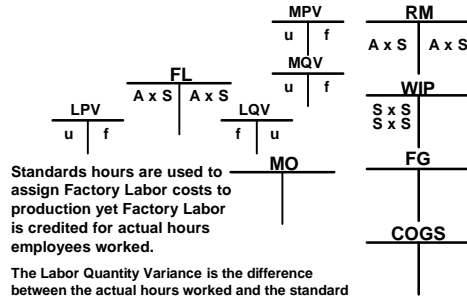 MPV
RM
u f
A x S A x S
MQV
FL
u f
A x S A x S
WIP
LPV
LQV
S x S
S x S
u f
f u
MO
FG
Standards hours are used to
assign Factory Labor costs to
production yet Factory Labor
is credited for actual hours
employees worked.
COGS
The Labor Quantity Variance is the difference
between the actual hours worked and the standard